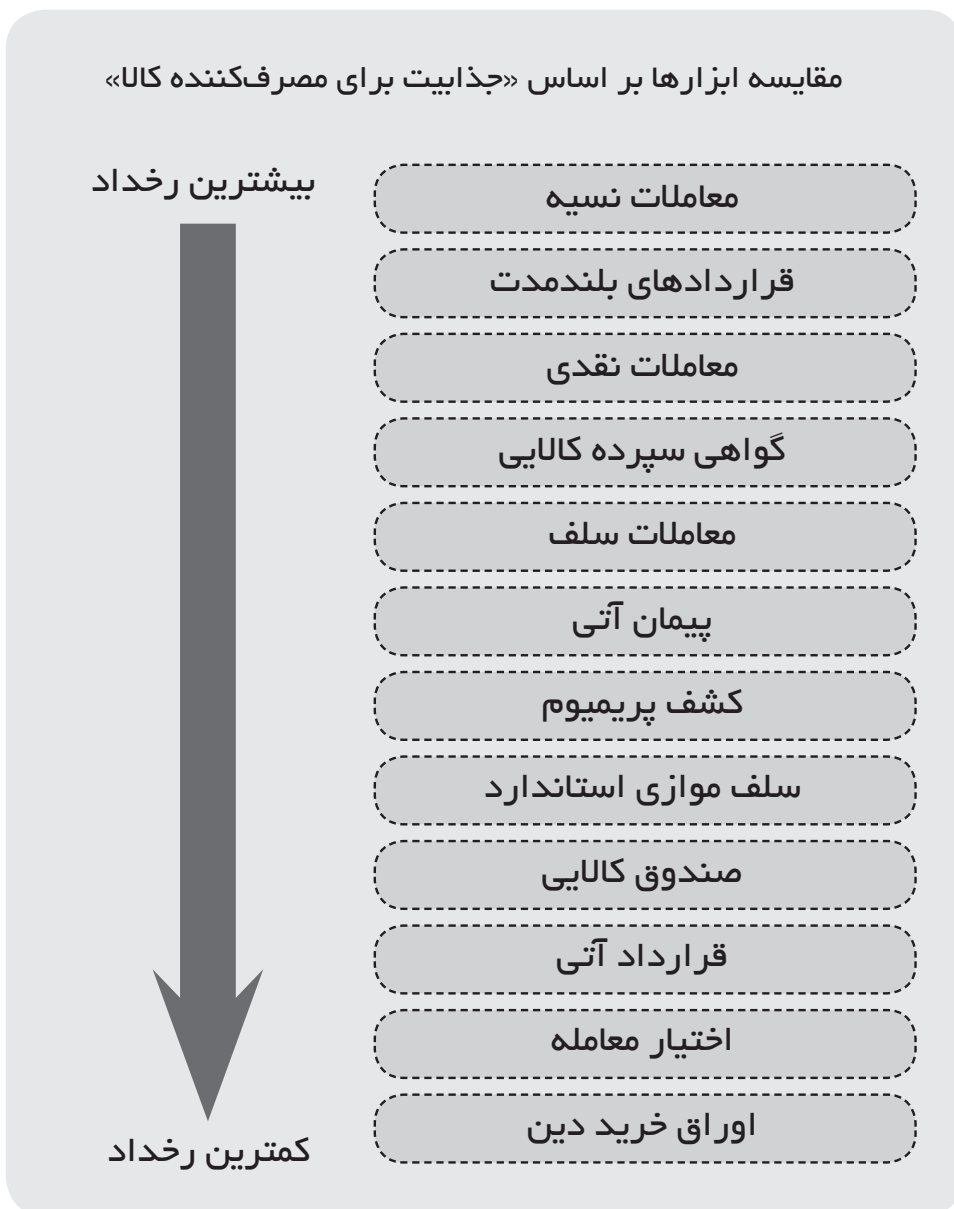 مقایسه ابزارها بر اساس «جذابیت برای مصرف‌کننده کالا»
بیشترین رخداد
معاملات نسیه
قراردادهای بلندمدت
معاملات نقدی
گواهی سپرده کالایی
معاملات سلف
پیمان آتی
کشف پریمیوم
سلف موازی استاندارد
صندوق کالایی
قرارداد آتی
اختیار معامله
اوراق خرید دین
کمترین رخداد